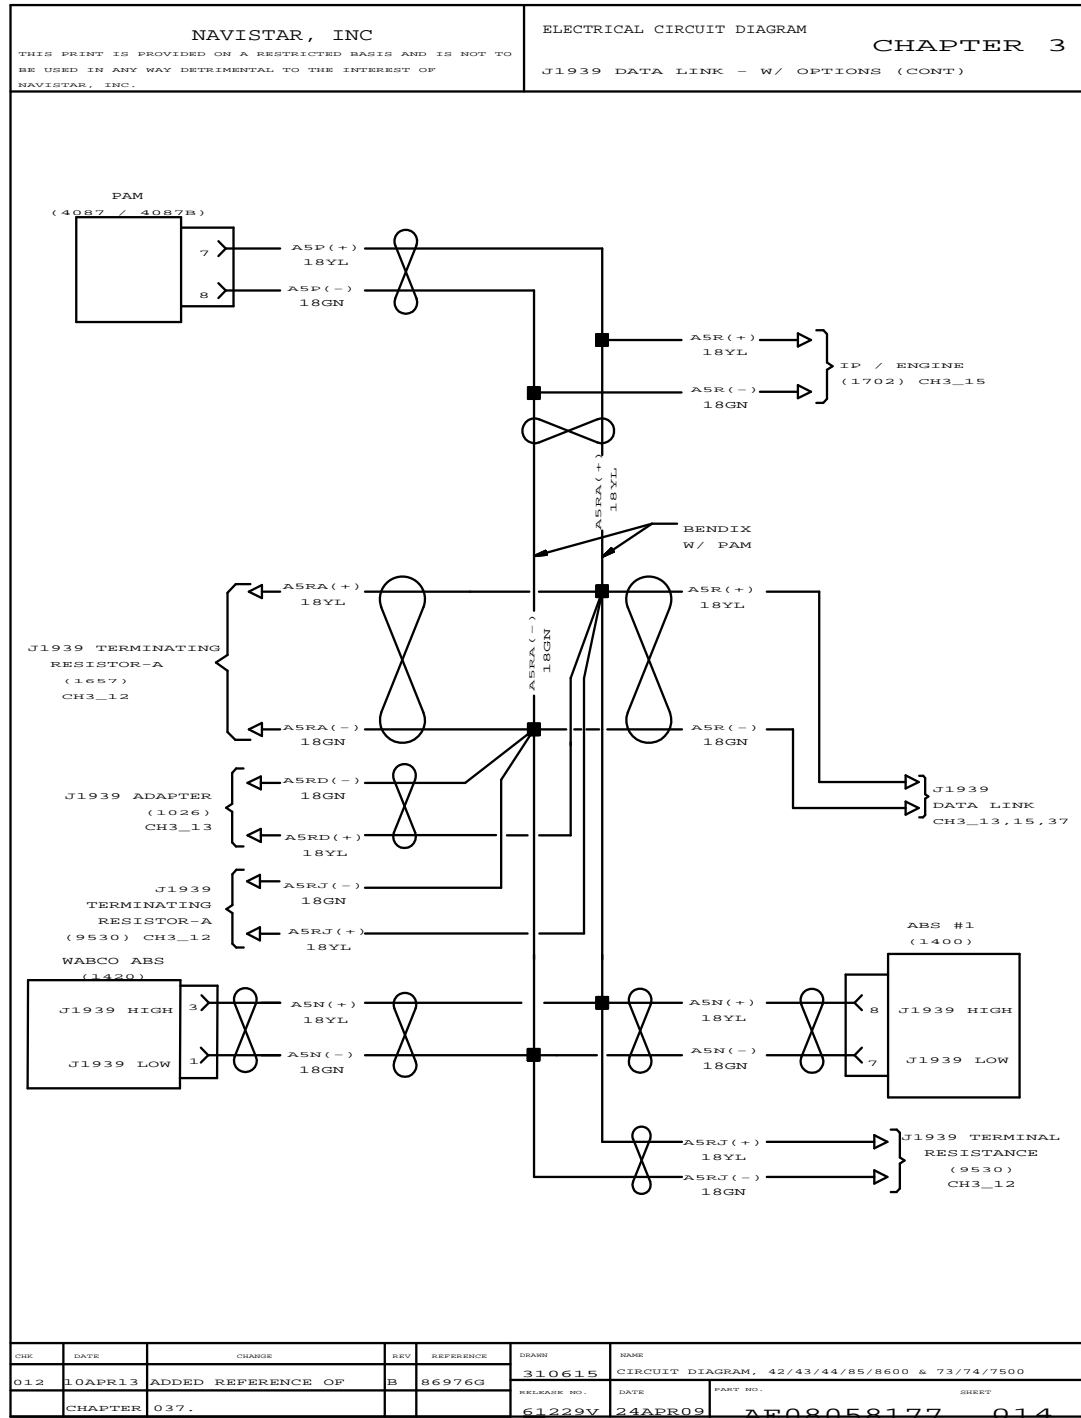 NAVISTAR, INC
THIS PRINT IS PROVIDED ON A RESTRICTED BASIS AND IS NOT TO
BE USED IN ANY WAY DETRIMENTAL TO THE INTEREST OF
NAVISTAR, INC.
ELECTRICAL CIRCUIT DIAGRAM
CHAPTER 3
J1939 DATA LINK - W/ OPTIONS (CONT)
PAM
(4087 / 4087B)
7
A5P(+)
18YL
8
A5P(-)
18GN
A5R(+)
18YL
A5R(-)
18GN
IP / ENGINE
(1702) CH3_15
A5RA(+)
18YL
BENDIX
W/ PAM
A5RA(+)
18YL
A5R(+)
18YL
A5RA(-)
18GN
J1939 TERMINATING
RESISTOR-A
(1657)
CH3_12
A5RA(-)
18GN
A5R(-)
18GN
J1939 ADAPTER
(1026)
CH3_13
A5RD(-)
18GN
A5RD(+)
18YL
J1939
DATA LINK
CH3_13,15,37
J1939
TERMINATING
RESISTOR-A
(9530) CH3_12
A5RJ(-)
18GN
A5RJ(+)
18YL
WABCO ABS
(1420)
J1939 HIGH
3
J1939 LOW
1
A5N(+)
18YL
A5N(-)
18GN
A5N(+)
18YL
A5N(-)
18GN
ABS #1
(1400)
8
J1939 HIGH
7
J1939 LOW
A5RJ(+)
18YL
A5RJ(-)
18GN
J1939 TERMINAL
RESISTANCE
(9530)
CH3_12
CHK DATE CHANGE REV REFERENCE
012 10APR13 ADDED REFERENCE OF B 86976G
CHAPTER 037.
DRAWN
310615
NAME
CIRCUIT DIAGRAM, 42/43/44/85/8600 & 73/74/7500
RELEASE NO.
61229V
DATE
24APR09
PART NO.
AF08058177
SHEET
014